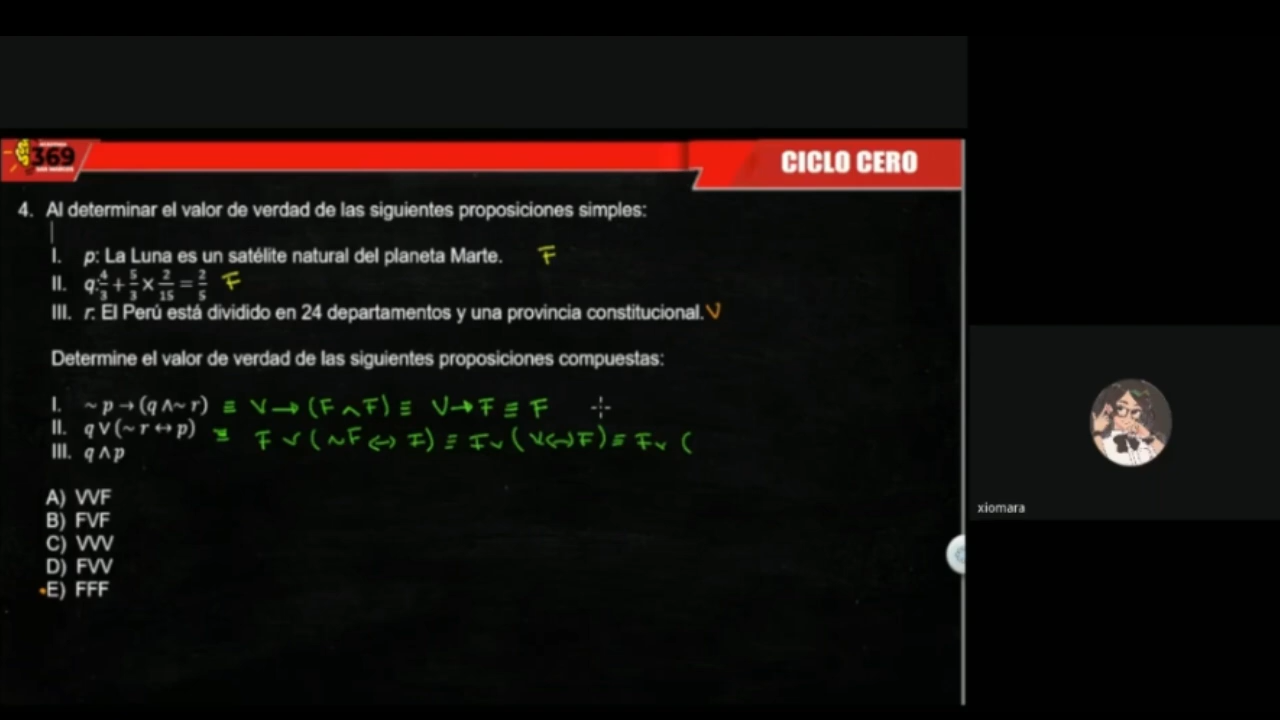 369
CICLO CERO
4. Al determinar el valor de verdad de las siguientes proposiciones simples:
I. p: La Luna es un satélite natural del planeta Marte. F
II. q: 4/3 + 5/3 × 2/15 = 2/5 F
III. r: El Perú está dividido en 24 departamentos y una provincia constitucional. V
Determine el valor de verdad de las siguientes proposiciones compuestas:
I. ~ p → (q ∧ ~ r) ≡ V → (F ∧ F) ≡ V → F ≡ F
II. q ∨ (~ r ↔ p) ≡ F ∨ (~F ↔ F) ≡ F ∨ (V ↔ F) ≡ F ∨ (
III. q ∧ p
A) VVF
B) FVF
C) VVV
D) FVV
E) FFF
xiomara